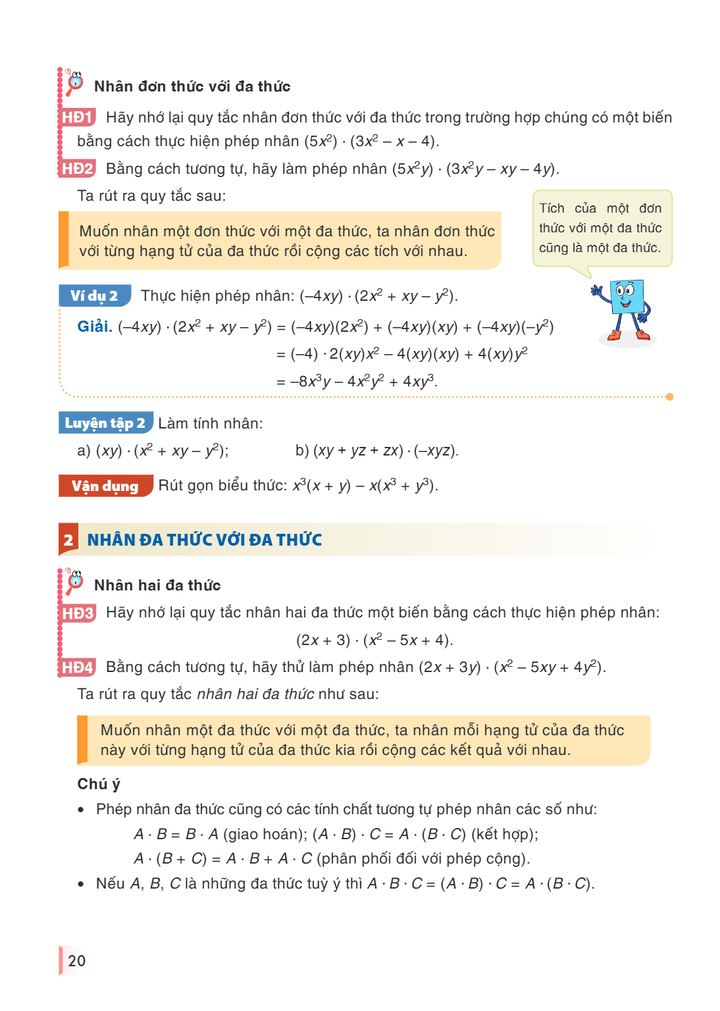 Nhân đơn thức với đa thức
HĐ1 Hãy nhớ lại quy tắc nhân đơn thức với đa thức trong trường hợp chúng có một biến
bằng cách thực hiện phép nhân (5x²) · (3x² – x – 4).
HĐ2 Bằng cách tương tự, hãy làm phép nhân (5x²y) · (3x²y – xy – 4y).
Ta rút ra quy tắc sau:
Muốn nhân một đơn thức với một đa thức, ta nhân đơn thức
với từng hạng tử của đa thức rồi cộng các tích với nhau.
Tích của một đơn
thức với một đa thức
cũng là một đa thức.
Ví dụ 2 Thực hiện phép nhân: (–4xy) · (2x² + xy – y²).
Giải. (–4xy) · (2x² + xy – y²) = (–4xy)(2x²) + (–4xy)(xy) + (–4xy)(–y²)
= (–4) · 2(xy)x² – 4(xy)(xy) + 4(xy)y²
= –8x³y – 4x²y² + 4xy³.
Luyện tập 2 Làm tính nhân:
a) (xy) · (x² + xy – y²); b) (xy + yz + zx) · (–xyz).
Vận dụng Rút gọn biểu thức: x³(x + y) – x(x³ + y³).
2 NHÂN ĐA THỨC VỚI ĐA THỨC
Nhân hai đa thức
HĐ3 Hãy nhớ lại quy tắc nhân hai đa thức một biến bằng cách thực hiện phép nhân:
(2x + 3) · (x² – 5x + 4).
HĐ4 Bằng cách tương tự, hãy thử làm phép nhân (2x + 3y) · (x² – 5xy + 4y²).
Ta rút ra quy tắc nhân hai đa thức như sau:
Muốn nhân một đa thức với một đa thức, ta nhân mỗi hạng tử của đa thức
này với từng hạng tử của đa thức kia rồi cộng các kết quả với nhau.
Chú ý
• Phép nhân đa thức cũng có các tính chất tương tự phép nhân các số như:
A · B = B · A (giao hoán); (A · B) · C = A · (B · C) (kết hợp);
A · (B + C) = A · B + A · C (phân phối đối với phép cộng).
• Nếu A, B, C là những đa thức tuỳ ý thì A · B · C = (A · B) · C = A · (B · C).
20